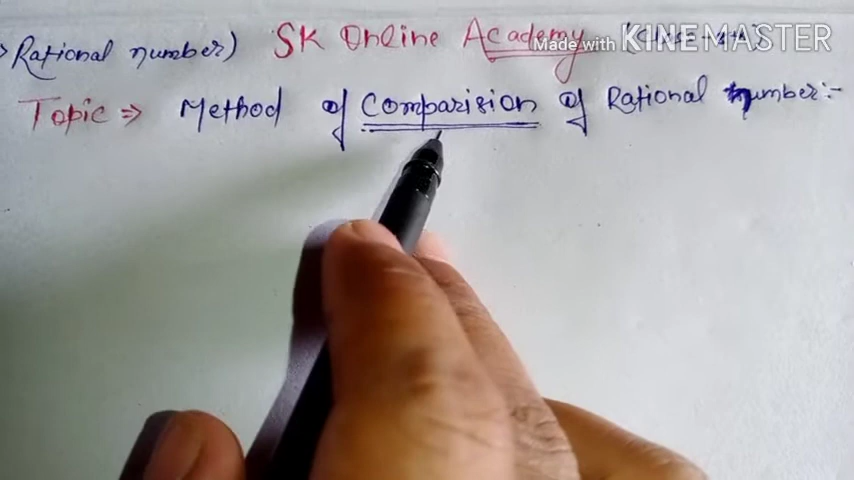 Rational number) SK Online Academy
Made with KINEMASTER
Topic ⇒ Method of Comparision of Rational number:-